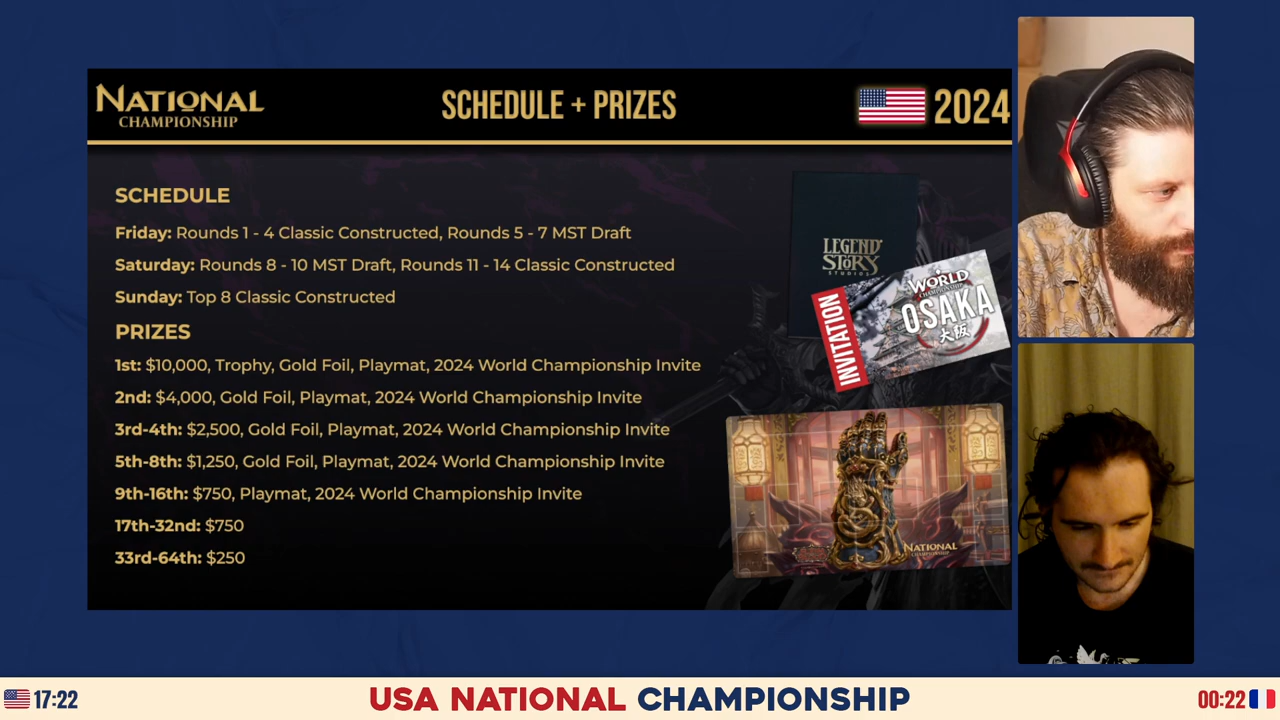 NATIONAL
CHAMPIONSHIP
SCHEDULE + PRIZES
2024
SCHEDULE
Friday: Rounds 1 - 4 Classic Constructed, Rounds 5 - 7 MST Draft
Saturday: Rounds 8 - 10 MST Draft, Rounds 11 - 14 Classic Constructed
Sunday: Top 8 Classic Constructed
PRIZES
1st: $10,000, Trophy, Gold Foil, Playmat, 2024 World Championship Invite
2nd: $4,000, Gold Foil, Playmat, 2024 World Championship Invite
3rd-4th: $2,500, Gold Foil, Playmat, 2024 World Championship Invite
5th-8th: $1,250, Gold Foil, Playmat, 2024 World Championship Invite
9th-16th: $750, Playmat, 2024 World Championship Invite
17th-32nd: $750
33rd-64th: $250
LEGEND
STORY
STUDIOS
INVITATION
WORLD
CHAMPIONSHIP
OSAKA
大阪
NATIONAL
CHAMPIONSHIP
17:22
USA NATIONAL CHAMPIONSHIP
00:22